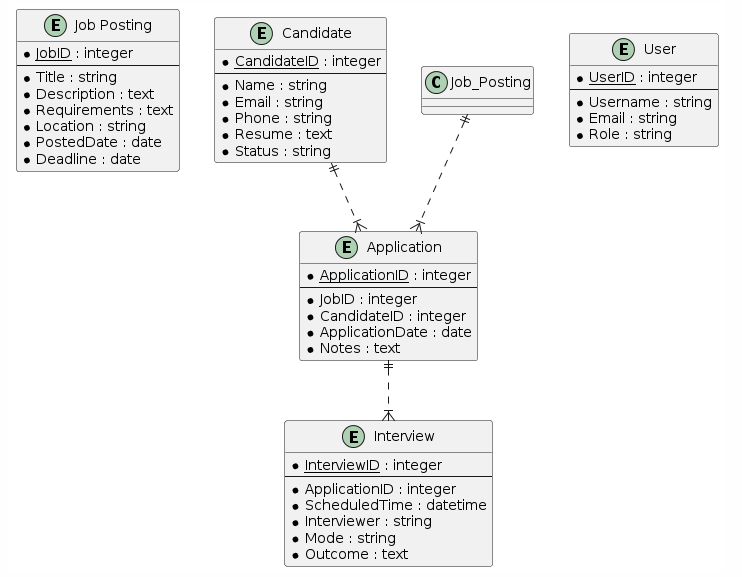 E Job Posting
JobID : integer
Title : string
Description : text
Requirements : text
Location : string
PostedDate : date
Deadline : date
E Candidate
CandidateID : integer
Name : string
Email : string
Phone : string
Resume : text
Status : string
C Job_Posting
E User
UserID : integer
Username : string
Email : string
Role : string
E Application
ApplicationID : integer
JobID : integer
CandidateID : integer
ApplicationDate : date
Notes : text
E Interview
InterviewID : integer
ApplicationID : integer
ScheduledTime : datetime
Interviewer : string
Mode : string
Outcome : text